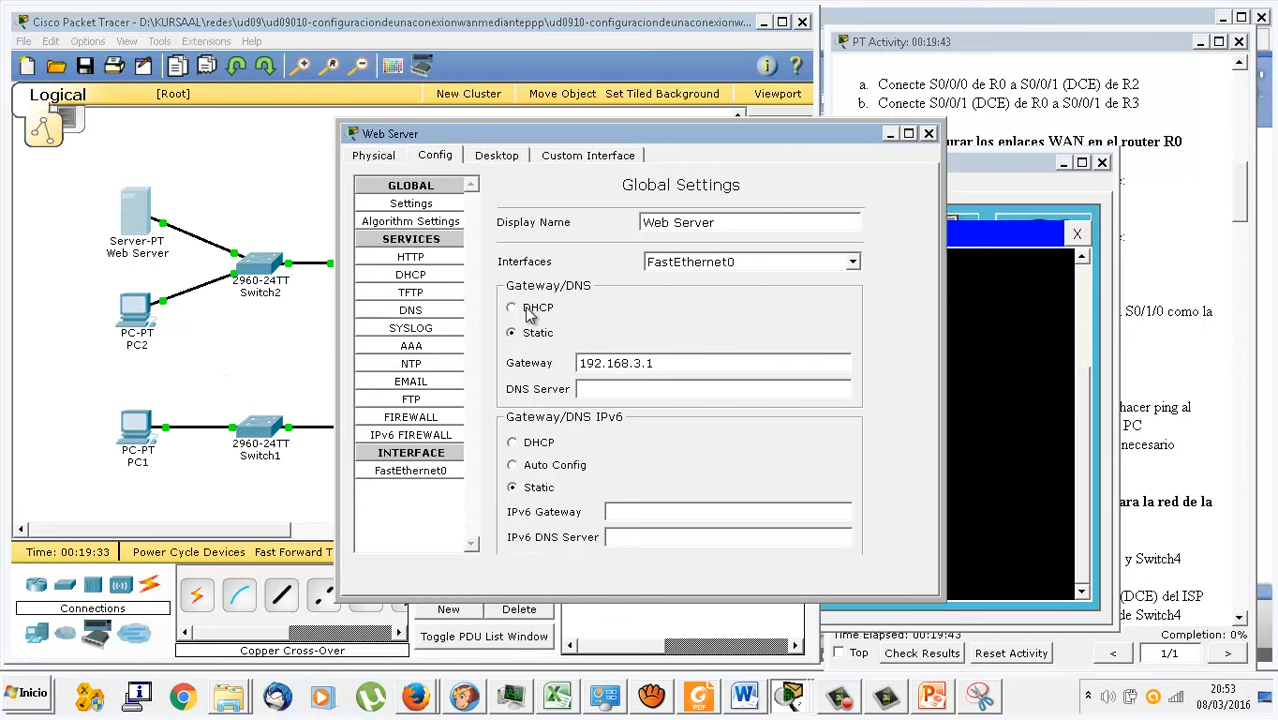 Cisco Packet Tracer - D:\KURSAAL\redes\ud09\ud09010-configuraciondeunaconexionwanmedianteppp\ud0910-configuraciondeunaconexionw...
File Edit Options View Tools Extensions Help
Logical [Root] New Cluster Move Object Set Tiled Background Viewport
Server-PT
Web Server
2960-24TT
Switch2
PC-PT
PC2
PC-PT
PC1
2960-24TT
Switch1
Time: 00:19:33 Power Cycle Devices Fast Forward T
Connections
Copper Cross-Over
New Delete
Toggle PDU List Window
Web Server
Physical Config Desktop Custom Interface
GLOBAL
Settings
Algorithm Settings
SERVICES
HTTP
DHCP
TFTP
DNS
SYSLOG
AAA
NTP
EMAIL
FTP
FIREWALL
IPv6 FIREWALL
INTERFACE
FastEthernet0
Global Settings
Display Name Web Server
Interfaces FastEthernet0
Gateway/DNS
DHCP
Static
Gateway 192.168.3.1
DNS Server
Gateway/DNS IPv6
DHCP
Auto Config
Static
IPv6 Gateway
IPv6 DNS Server
PT Activity: 00:19:43
a. Conecte S0/0/0 de R0 a S0/0/1 (DCE) de R2
b. Conecte S0/0/1 (DCE) de R0 a S0/0/1 de R3
urar los enlaces WAN en el router R0
X
S0/1/0 como la
hacer ping al
PC
necesario
ara la red de la
y Switch4
(DCE) del ISP
Time Elapsed: 00:19:43 Completion: 0%
Top Check Results Reset Activity < 1/1 >
Inicio
PDF
20:53
08/03/2016